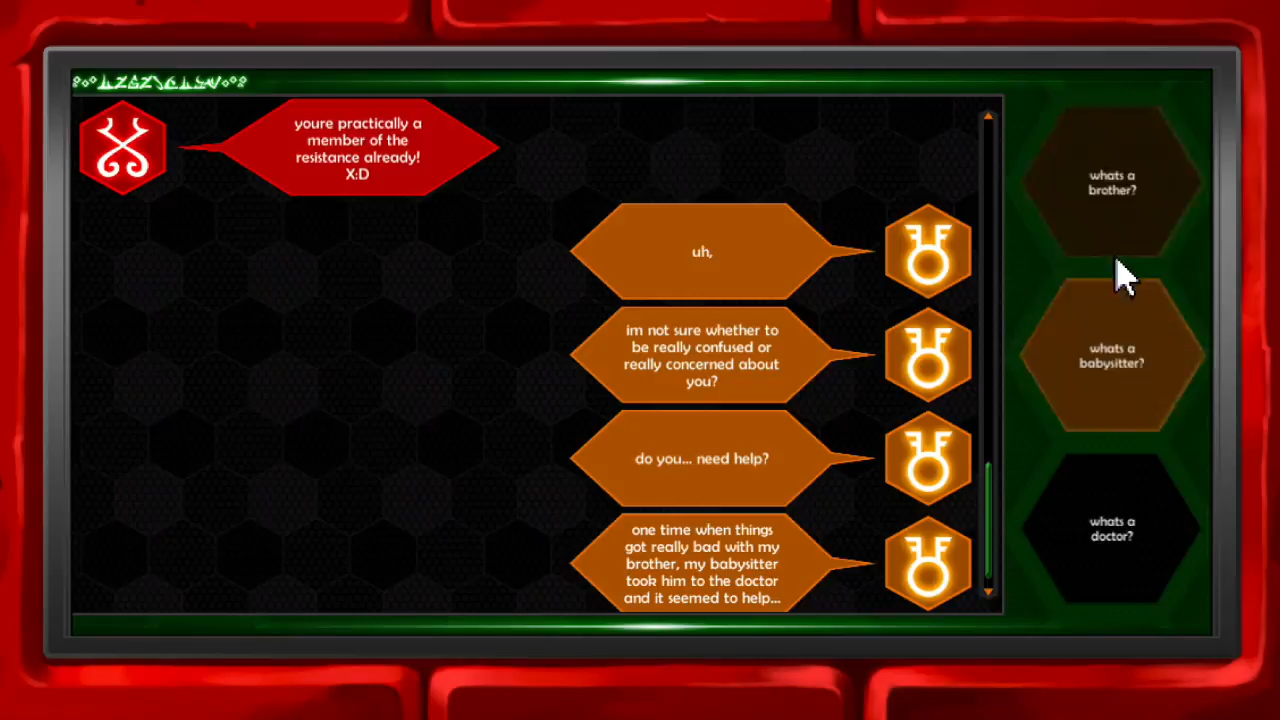 youre practically a
member of the
resistance already!
X:D
uh,
im not sure whether to
be really confused or
really concerned about
you?
do you... need help?
one time when things
got really bad with my
brother, my babysitter
took him to the doctor
and it seemed to help...
whats a
brother?
whats a
babysitter?
whats a
doctor?